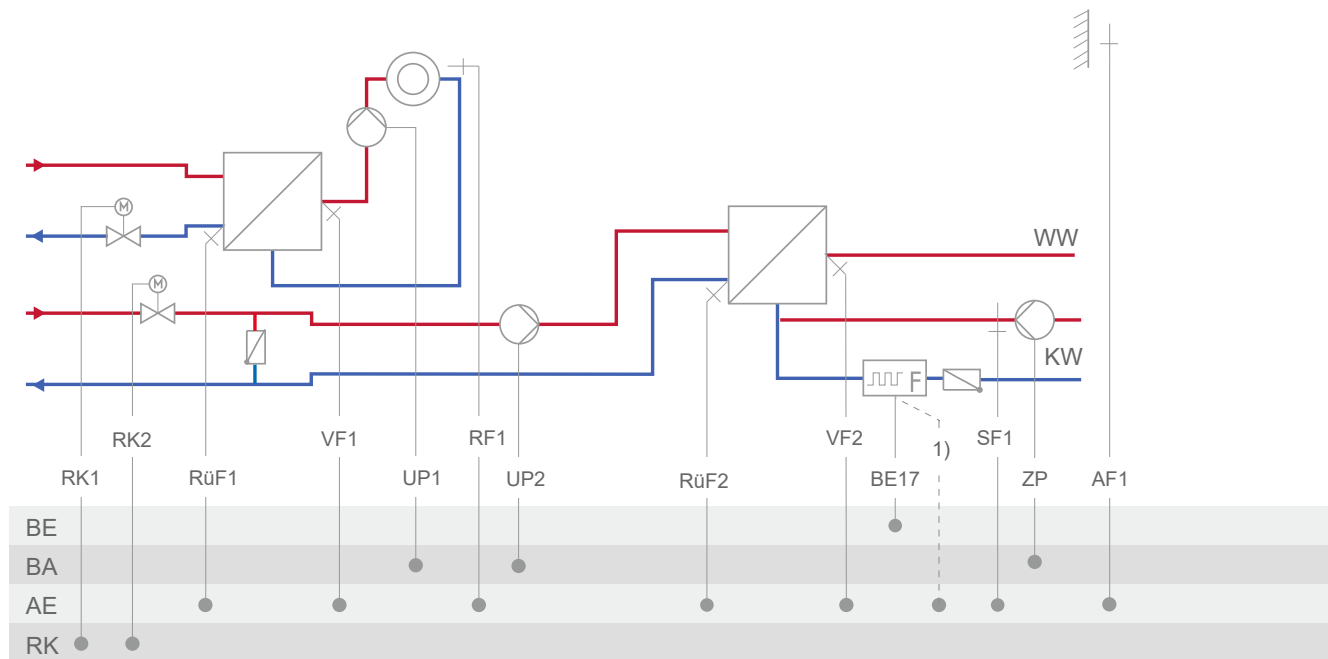 M
M
WW
KW
F
RK2
VF1
RF1
VF2
1)
SF1
RK1
RüF1
UP1
UP2
RüF2
BE17
ZP
AF1
BE
BA
AE
RK